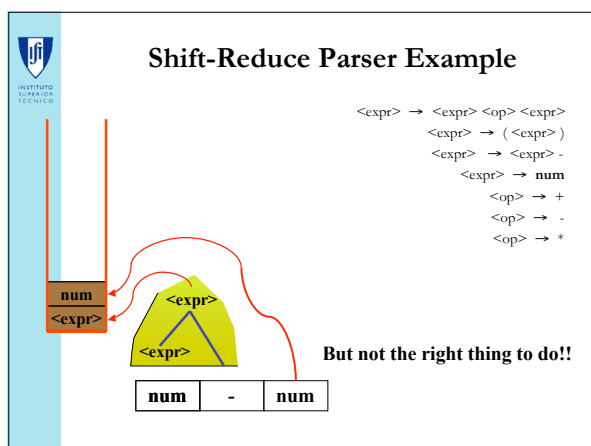 INSTITUTO
SUPERIOR
TÉCNICO
Shift-Reduce Parser Example
<expr> → <expr> <op> <expr>
<expr> → ( <expr> )
<expr> → <expr> -
<expr> → num
<op> → +
<op> → -
<op> → *
num
<expr>
<expr>
<expr>
But not the right thing to do!!
num - num